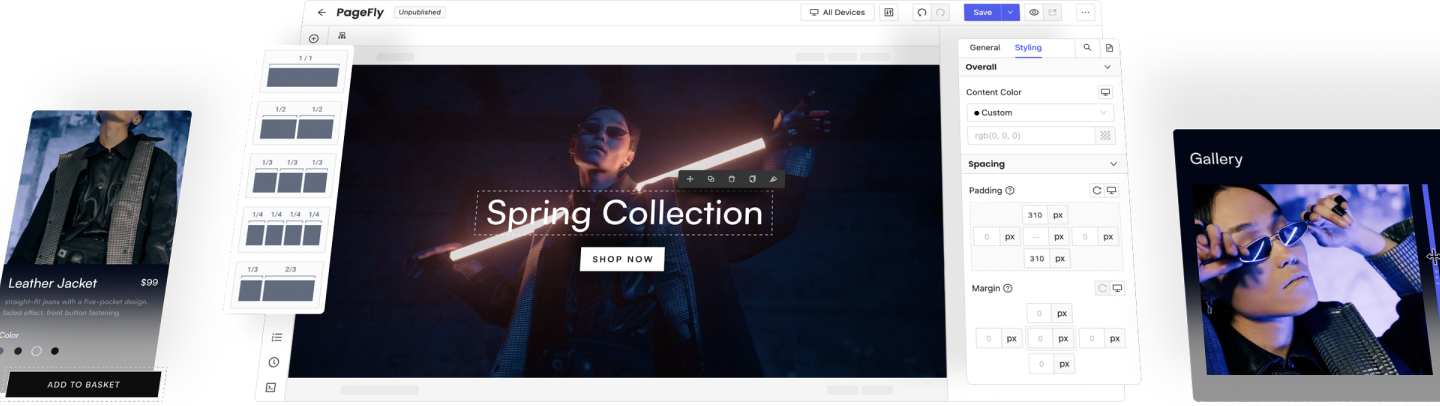 PageFly
Unpublished
All Devices
Save
1 / 1
1/2 1/2
1/3 1/3 1/3
1/4 1/4 1/4 1/4
1/3 2/3
Leather Jacket $99
straight-fit jeans with a five-pocket design.
faded effect, front button fastening
Color
ADD TO BASKET
Spring Collection
SHOP NOW
General Styling
Overall
Content Color
Custom
rgb(0, 0, 0)
Spacing
Padding
310 px
0 px -- px 0 px
310 px
Margin
0 px
0 px 0 px 0 px
0 px
Gallery